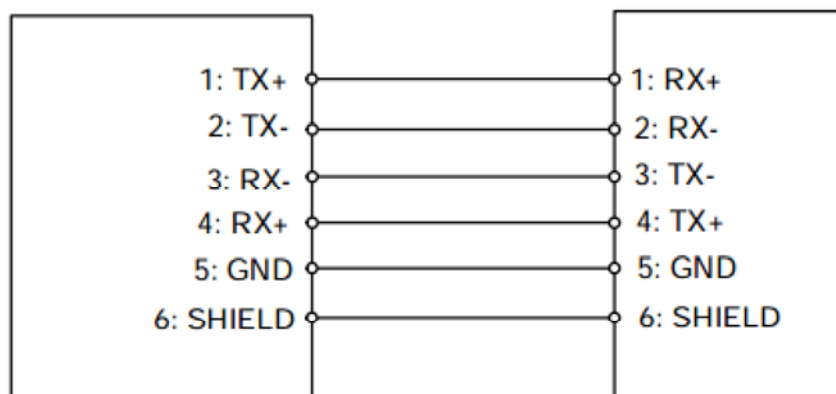 1: TX+ 1: RX+
2: TX- 2: RX-
3: RX- 3: TX-
4: RX+ 4: TX+
5: GND 5: GND
6: SHIELD 6: SHIELD